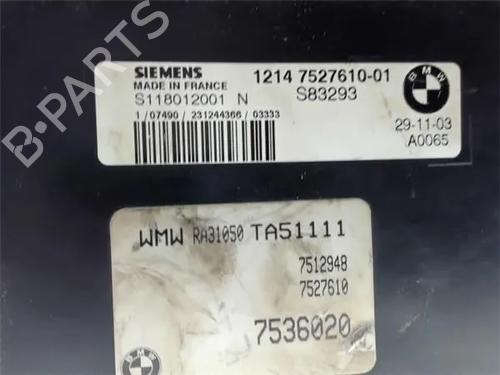 B-PARTS
SIEMENS
MADE IN FRANCE
S118012001 N
1 / 07490 / 231244366 / 03333
1214 7527610-01
S83293
BMW
29-11-03
A0065
WMW RA31050 TA51111
7512948
7527610
7536020
BMW